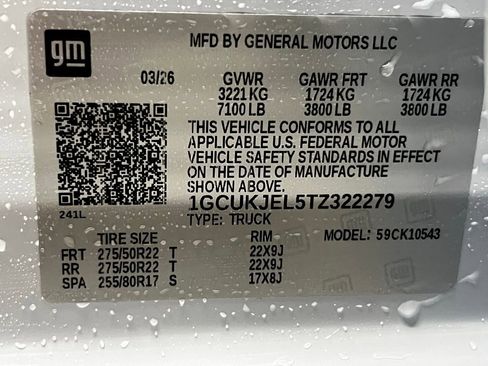 gm
MFD BY GENERAL MOTORS LLC
03/26 GVWR GAWR FRT GAWR RR
3221 KG 1724 KG 1724 KG
7100 LB 3800 LB 3800 LB
THIS VEHICLE CONFORMS TO ALL
APPLICABLE U.S. FEDERAL MOTOR
VEHICLE SAFETY STANDARDS IN EFFECT
ON THE DATE OF MANUFACTURE
SHOWN ABOVE.
1GCUKJEL5TZ322279
241L TYPE: TRUCK
TIRE SIZE RIM MODEL: 59CK10543
FRT 275/50R22 T 22X9J
RR 275/50R22 T 22X9J
SPA 255/80R17 S 17X8J